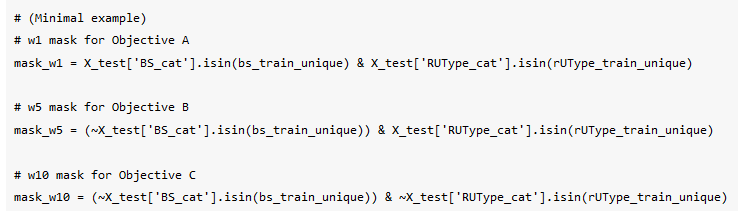 # (Minimal example)
# w1 mask for Objective A
mask_w1 = X_test['BS_cat'].isin(bs_train_unique) & X_test['RUType_cat'].isin(rUType_train_unique)
# w5 mask for Objective B
mask_w5 = (~X_test['BS_cat'].isin(bs_train_unique)) & X_test['RUType_cat'].isin(rUType_train_unique)
# w10 mask for Objective C
mask_w10 = (~X_test['BS_cat'].isin(bs_train_unique)) & ~X_test['RUType_cat'].isin(rUType_train_unique)